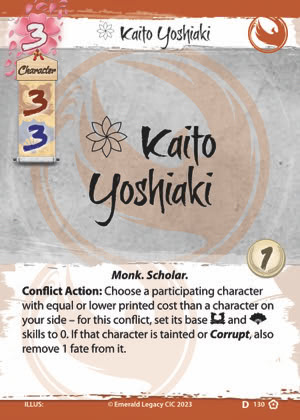 3
Kaito Yoshiaki
Character
3
3
Kaito
Yoshiaki
1
Monk. Scholar.
Conflict Action: Choose a participating character
with equal or lower printed cost than a character on
your side – for this conflict, set its base and
skills to 0. If that character is tainted or Corrupt, also
remove 1 fate from it.
ILLUS: © Emerald Legacy CIC 2023 D 130